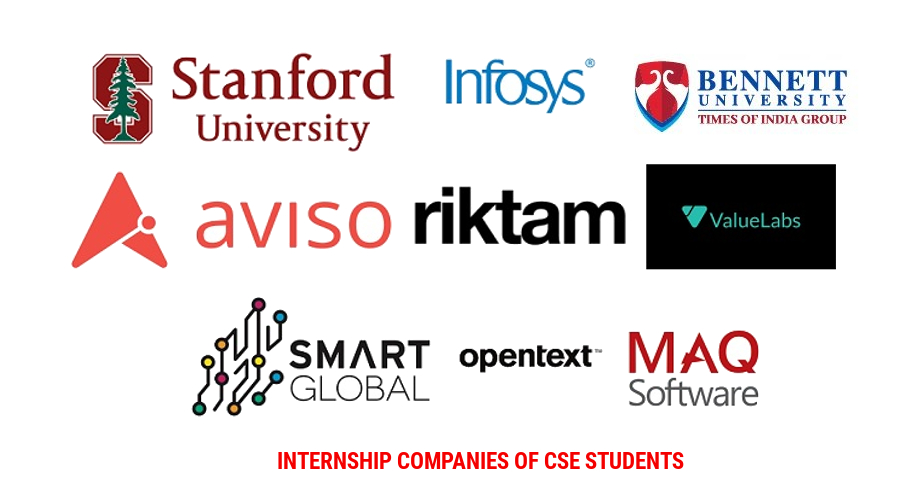 Stanford
University
Infosys®
BENNETT
UNIVERSITY
TIMES OF INDIA GROUP
aviso
riktam
ValueLabs
SMART
GLOBAL
opentext™
MAQ
Software
INTERNSHIP COMPANIES OF CSE STUDENTS